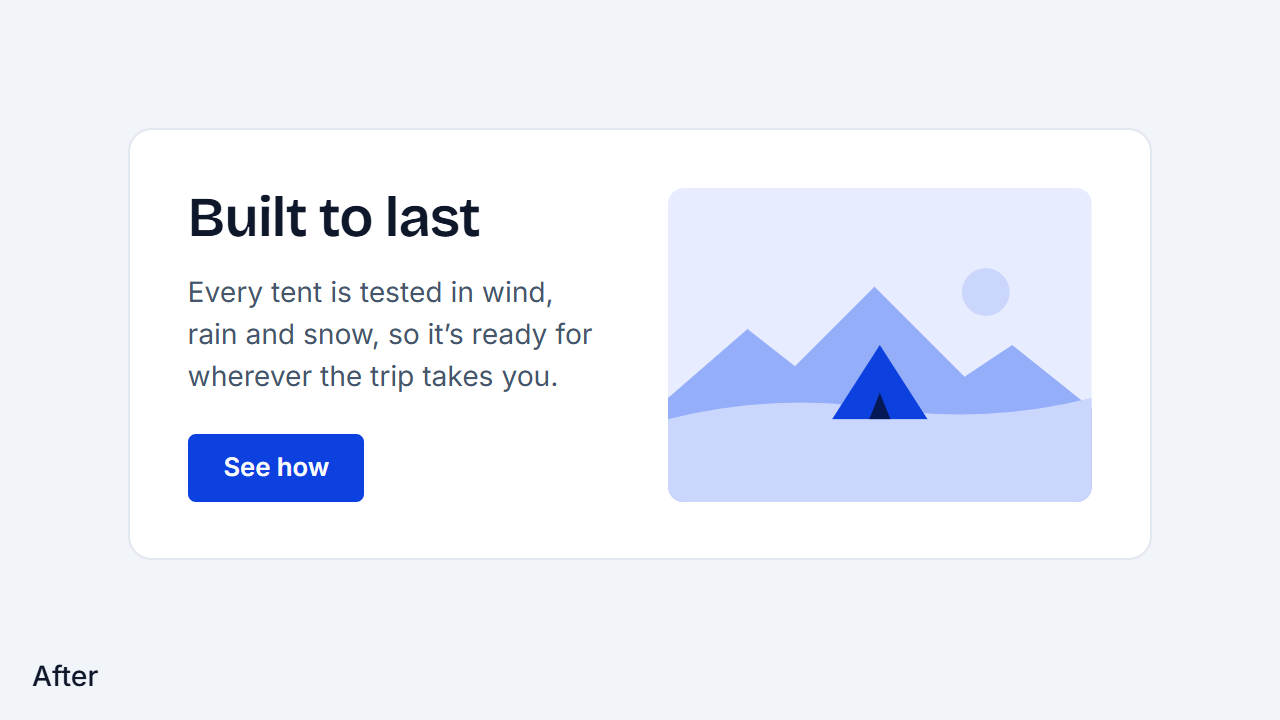 Built to last
Every tent is tested in wind,
rain and snow, so it’s ready for
wherever the trip takes you.
See how
After